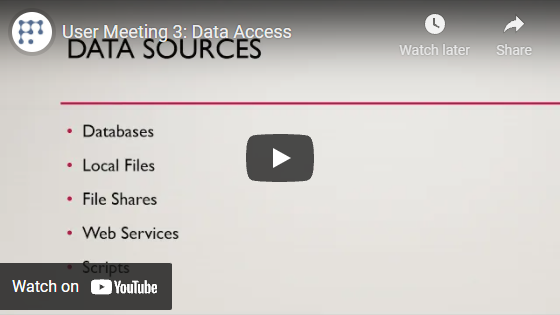 User Meeting 3: Data Access
Watch later
Share
DATA SOURCES
• Databases
• Local Files
• File Shares
• Web Services
• Scripts
Watch on YouTube